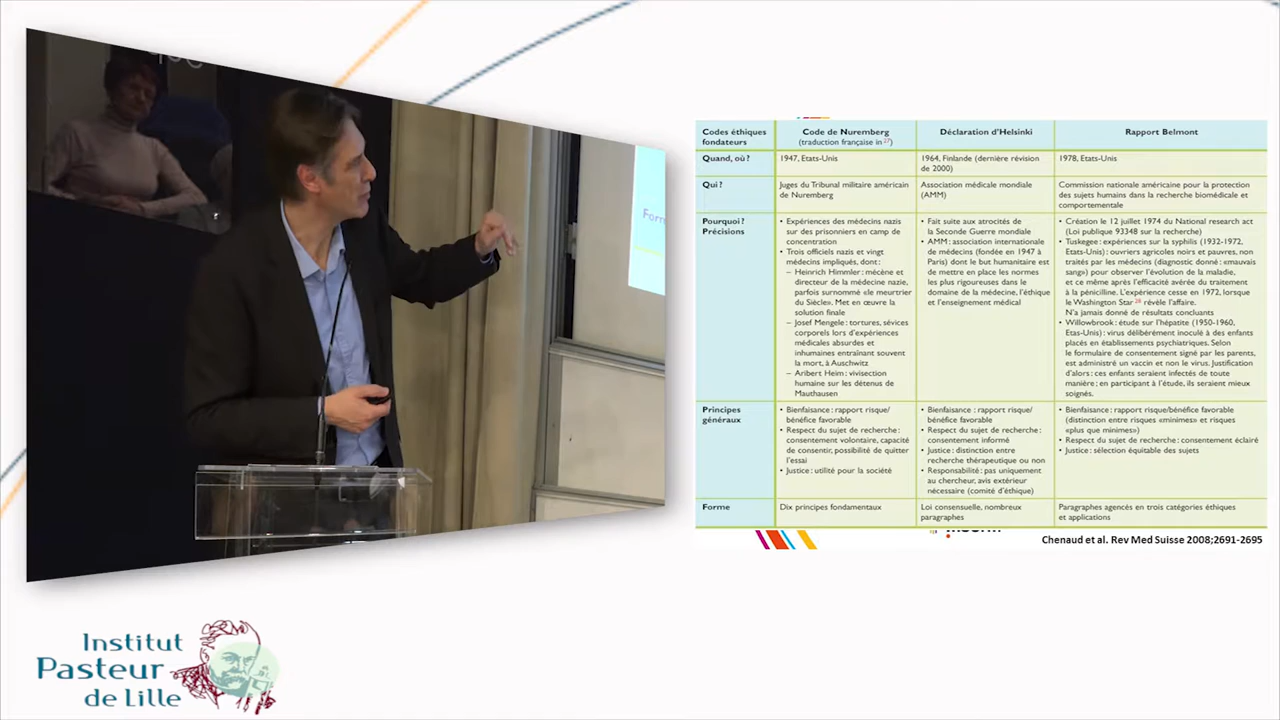 Codes éthiques
fondateurs
Code de Nuremberg
(traduction française in 27)
Déclaration d'Helsinki
Rapport Belmont
Quand, où ?
1947, Etats-Unis
1964, Finlande (dernière révision
de 2000)
1978, Etats-Unis
Qui ?
Juges du Tribunal militaire américain
de Nuremberg
Association médicale mondiale
(AMM)
Commission nationale américaine pour la protection
des sujets humains dans la recherche biomédicale et
comportementale
Pourquoi ?
Précisions
• Expériences des médecins nazis
sur des prisonniers en camp de
concentration
• Trois officiels nazis et vingt
médecins impliqués, dont :
– Heinrich Himmler : mécène et
directeur de la médecine nazie,
parfois surnommé «le meurtrier
du Siècle». Met en œuvre la
solution finale
– Josef Mengele : tortures, sévices
corporels lors d'expériences
médicales absurdes et
inhumaines entraînant souvent
la mort, à Auschwitz
– Aribert Heim : vivisection
humaine sur les détenus de
Mauthausen
• Fait suite aux atrocités de
la Seconde Guerre mondiale
• AMM : association internationale
de médecins (fondée en 1947 à
Paris) dont le but humanitaire est
de mettre en place les normes
les plus rigoureuses dans le
domaine de la médecine, l'éthique
et l'enseignement médical
• Création le 12 juillet 1974 du National research act
(Loi publique 93348 sur la recherche)
• Tuskegee : expériences sur la syphilis (1932-1972,
Etats-Unis) : ouvriers agricoles noirs et pauvres, non
traités par les médecins (diagnostic donné : «mauvais
sang») pour observer l'évolution de la maladie,
et ce même après l'efficacité avérée du traitement
à la pénicilline. L'expérience cesse en 1972, lorsque
le Washington Star 28 révèle l'affaire.
N'a jamais donné de résultats concluants
• Willowbrook : étude sur l'hépatite (1950-1960,
Etas-Unis) : virus délibérément inoculé à des enfants
placés en établissements psychiatriques. Selon
le formulaire de consentement signé par les parents,
est administré un vaccin et non le virus. Justification
d'alors : ces enfants seraient infectés de toute
manière ; en participant à l'étude, ils seraient mieux
soignés.
Principes
généraux
• Bienfaisance : rapport risque/
bénéfice favorable
• Respect du sujet de recherche :
consentement volontaire, capacité
de consentir, possibilité de quitter
l'essai
• Justice : utilité pour la société
• Bienfaisance : rapport risque/
bénéfice favorable
• Respect du sujet de recherche :
consentement informé
• Justice : distinction entre
recherche thérapeutique ou non
• Responsabilité : pas uniquement
au chercheur, avis extérieur
nécessaire (comité d'éthique)
• Bienfaisance : rapport risque/bénéfice favorable
(distinction entre risques «minimes» et risques
«plus que minimes»)
• Respect du sujet de recherche : consentement éclairé
• Justice : sélection équitable des sujets
Forme
Dix principes fondamentaux
Loi consensuelle, nombreux
paragraphes
Paragraphes agencés en trois catégories éthiques
et applications
Chenaud et al. Rev Med Suisse 2008;2691-2695
Institut
Pasteur
de Lille